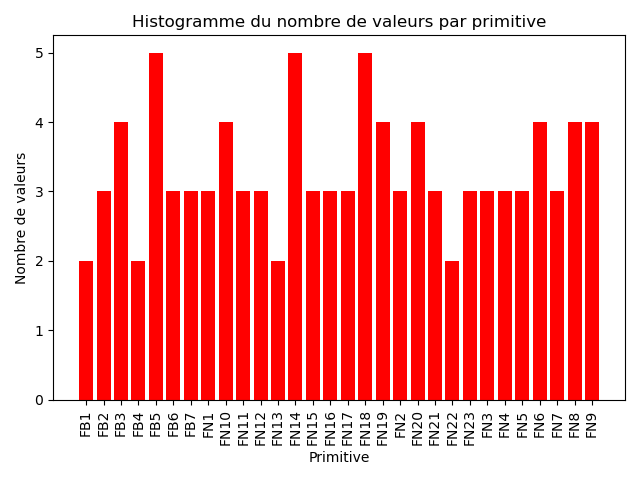 Histogramme du nombre de valeurs par primitive
Nombre de valeurs
5
4
3
2
1
0
FB1 FB2 FB3 FB4 FB5 FB6 FB7 FN1 FN10 FN11 FN12 FN13 FN14 FN15 FN16 FN17 FN18 FN19 FN2 FN20 FN21 FN22 FN23 FN3 FN4 FN5 FN6 FN7 FN8 FN9
Primitive